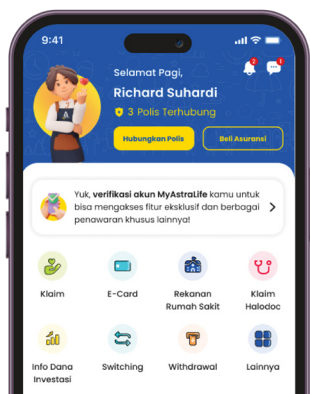 9:41
Selamat Pagi,
Richard Suhardi
3 Polis Terhubung
Hubungkan Polis
Beli Asuransi
Yuk, verifikasi akun MyAstraLife kamu untuk
bisa mengakses fitur eksklusif dan berbagai
penawaran khusus lainnya!
Klaim
E-Card
Rekanan
Rumah Sakit
Klaim
Halodoc
Info Dana
Investasi
Switching
Withdrawal
Lainnya